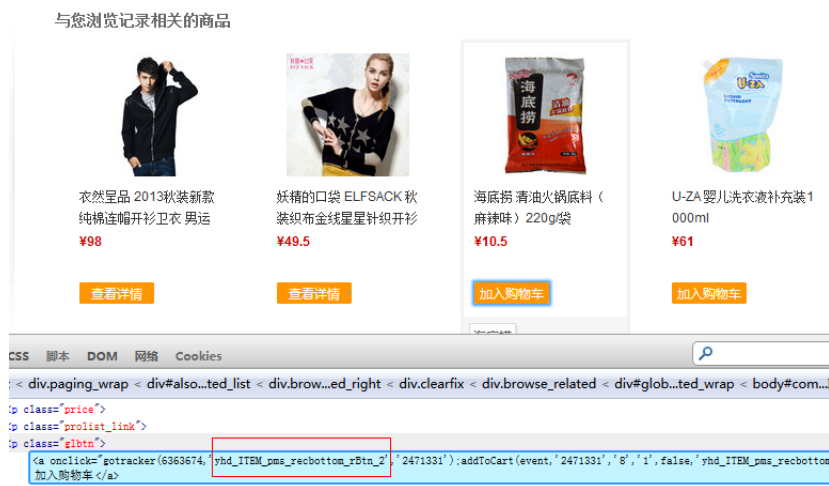 与您浏览记录相关的商品
衣然呈品 2013秋装新款
纯棉连帽开衫卫衣 男运
¥98
查看详情
妖精的口袋 ELFSACK 秋
装织布金线星星针织开衫
¥49.5
查看详情
海底捞
清油
海底捞 清油火锅底料（
麻辣味）220g/袋
¥10.5
加入购物车
U-ZA
U-ZA 婴儿洗衣液补充装1
000ml
¥61
加入购物车
CSS 脚本 DOM 网络 Cookies
< div.paging_wrap < div#also...ted_list < div.brow...ed_right < div.clearfix < div.browse_related < div#glob...ted_wrap < body#com...
<p class="price">
<p class="prolist_link">
<p class="glbtn">
<a onclick="gotracker(6363674,'yhd_ITEM_pms_recbottom_rBtn_2','2471331');addToCart(event,'2471331','8','1',false,'yhd_ITEM_pms_recbottom
加入购物车</a>